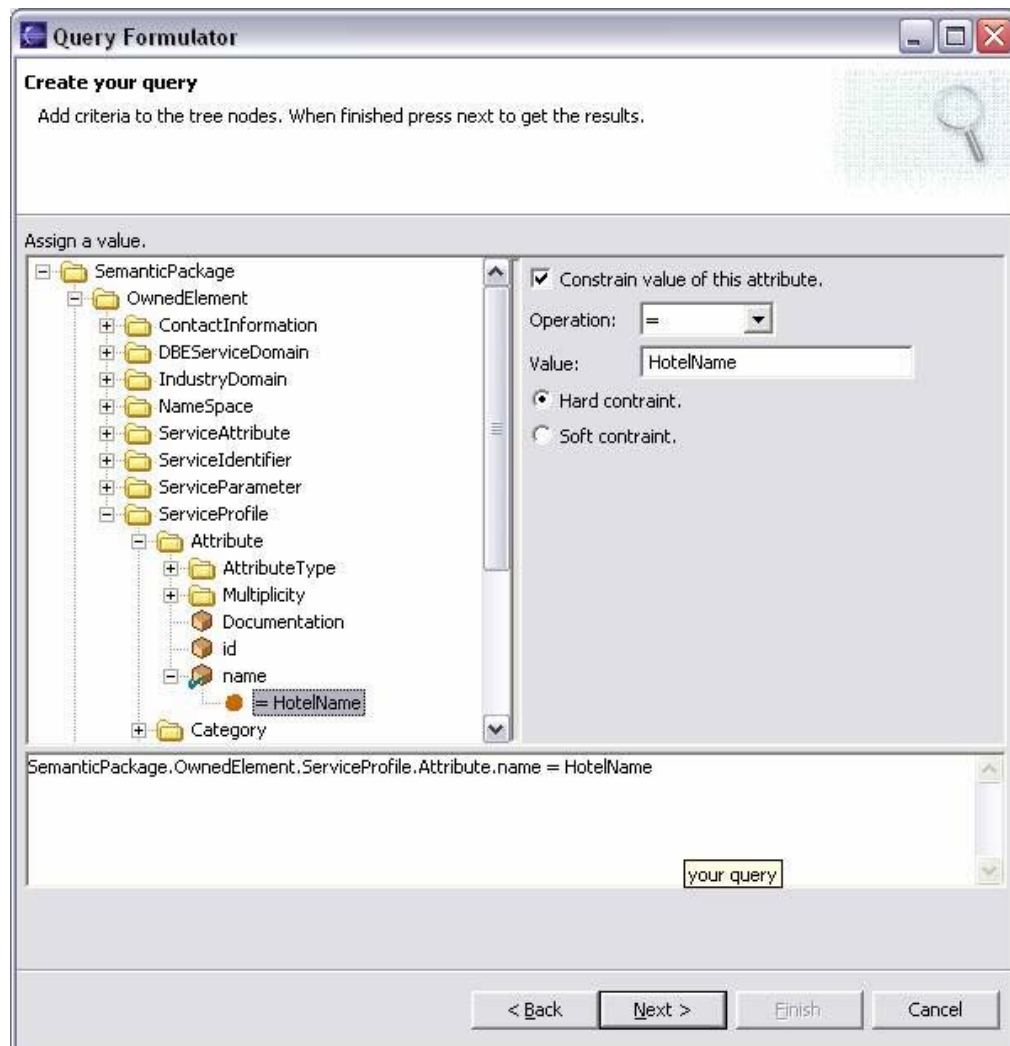 Query Formulator
Create your query
Add criteria to the tree nodes. When finished press next to get the results.
Assign a value.
SemanticPackage
OwnedElement
ContactInformation
DBEServiceDomain
IndustryDomain
NameSpace
ServiceAttribute
ServiceIdentifier
ServiceParameter
ServiceProfile
Attribute
AttributeType
Multiplicity
Documentation
id
name
= HotelName
Category
Constrain value of this attribute.
Operation: =
Value: HotelName
Hard contraint.
Soft contraint.
SemanticPackage.OwnedElement.ServiceProfile.Attribute.name = HotelName
your query
< Back Next > Finish Cancel